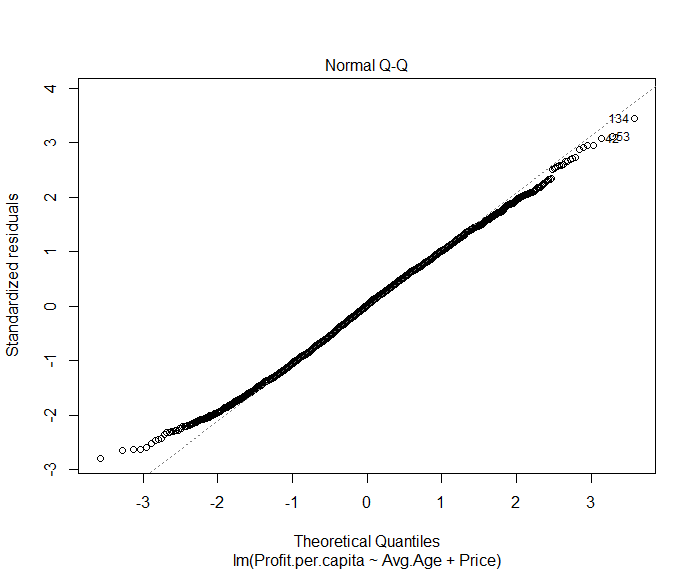 Normal Q-Q
4
3
2
1
0
-1
-2
-3
Standardized residuals
134
53
-3 -2 -1 0 1 2 3
Theoretical Quantiles
lm(Profit.per.capita ~ Avg.Age + Price)